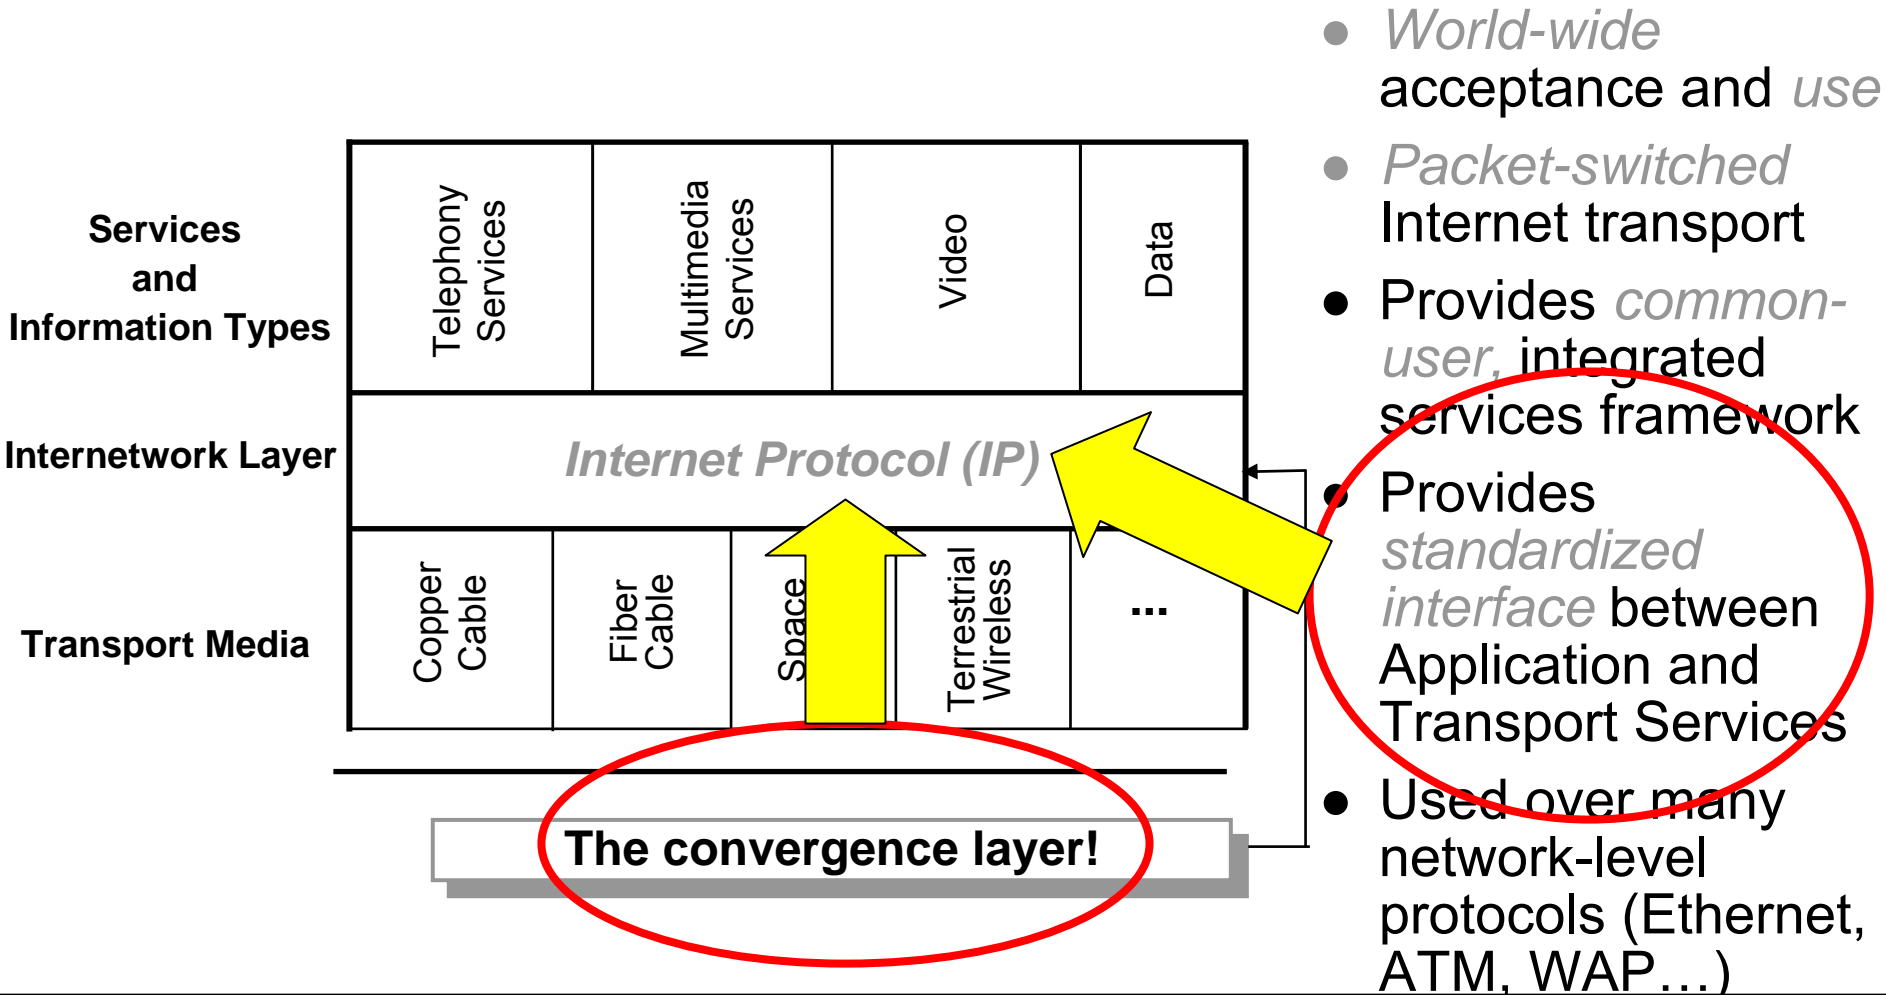 Services
and
Information Types
Telephony
Services
Multimedia
Services
Video
Data
Internetwork Layer
Internet Protocol (IP)
Transport Media
Copper
Cable
Fiber
Cable
Space
Terrestrial
Wireless
...
The convergence layer!
● World-wide
acceptance and use
● Packet-switched
Internet transport
● Provides common-
user, integrated
services framework
● Provides
standardized
interface between
Application and
Transport Services
● Used over many
network-level
protocols (Ethernet,
ATM, WAP…)